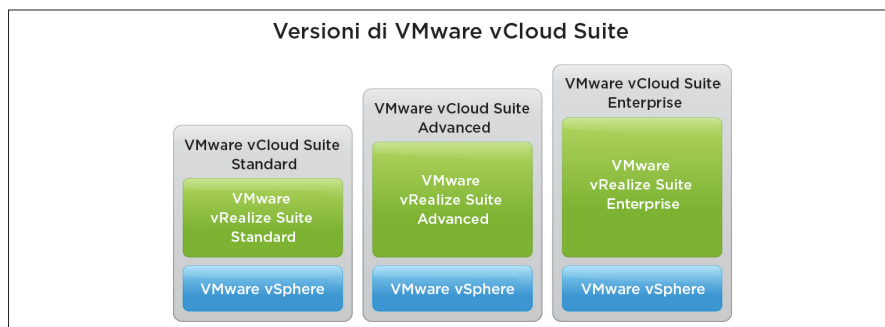 Versioni di VMware vCloud Suite
VMware vCloud Suite
Standard
VMware
vRealize Suite
Standard
VMware vSphere
VMware vCloud Suite
Advanced
VMware
vRealize Suite
Advanced
VMware vSphere
VMware vCloud Suite
Enterprise
VMware
vRealize Suite
Enterprise
VMware vSphere